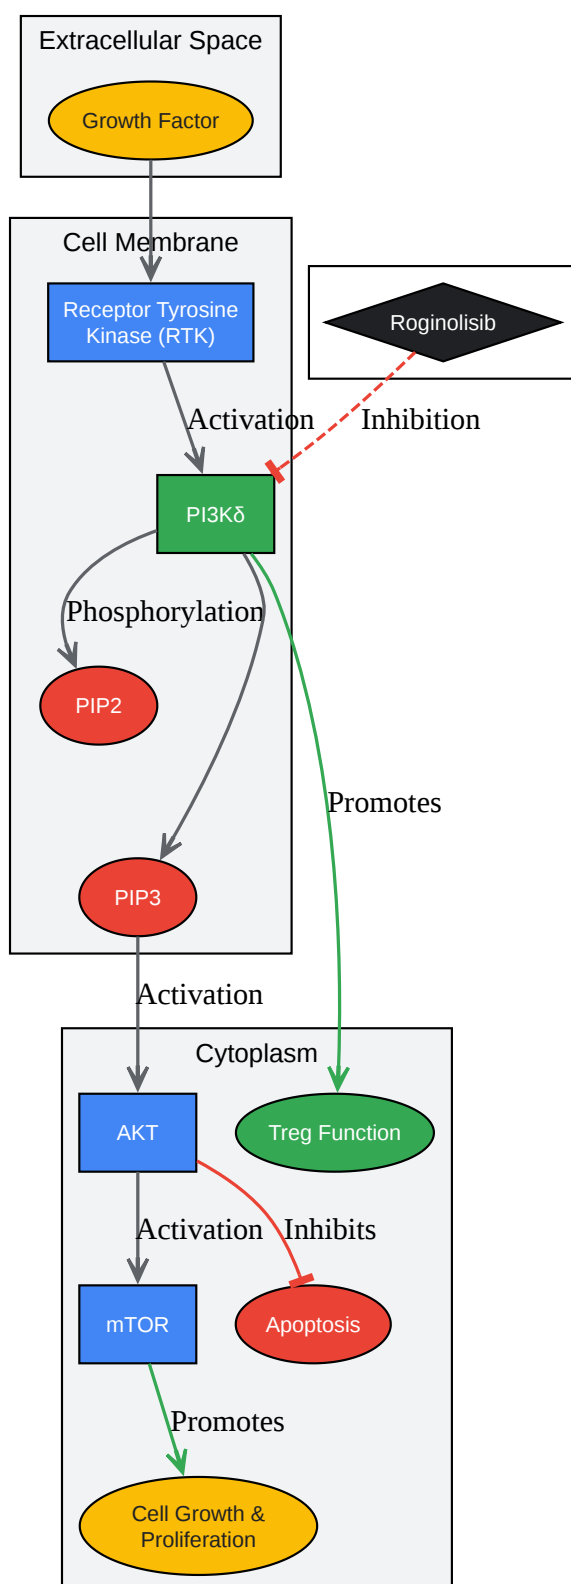 Extracellular Space
Growth Factor
Cell Membrane
Receptor Tyrosine
Kinase (RTK)
Roginolisib
Activation
Inhibition
PI3Kδ
Phosphorylation
PIP2
Promotes
PIP3
Activation
Cytoplasm
AKT
Treg Function
Activation
Inhibits
mTOR
Apoptosis
Promotes
Cell Growth &
Proliferation